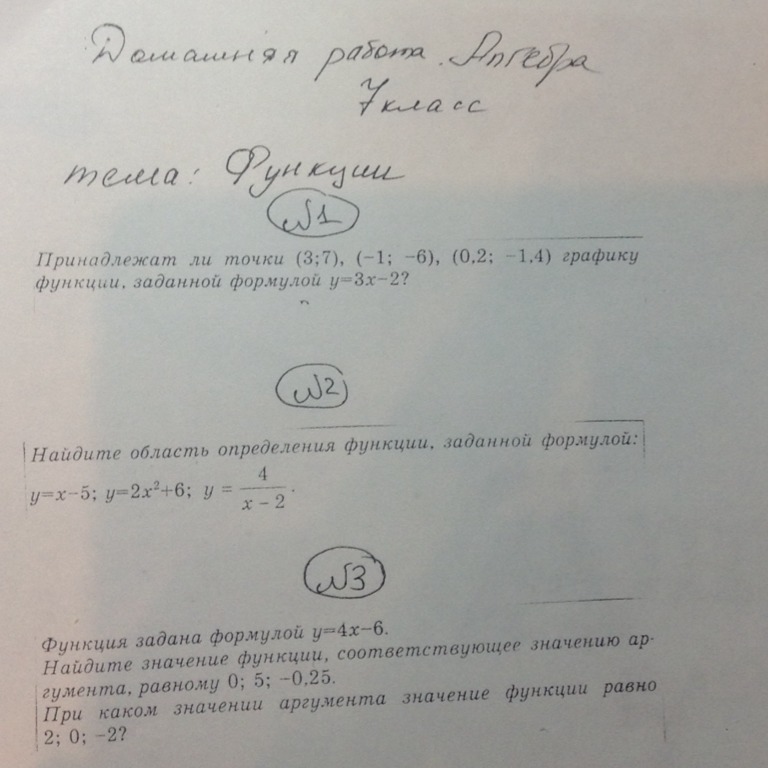 Домашняя работа. Алгебра
7 класс
тема: Функции
№1
Принадлежат ли точки (3;7), (−1; −6), (0,2; −1,4) графику
функции, заданной формулой y=3x−2?
№2
Найдите область определения функции, заданной формулой:
y=x−5; y=2x²+6; y = 4/(x − 2).
№3
Функция задана формулой y=4x−6.
Найдите значение функции, соответствующее значению ар-
гумента, равному 0; 5; −0,25.
При каком значении аргумента значение функции равно
2; 0; −2?